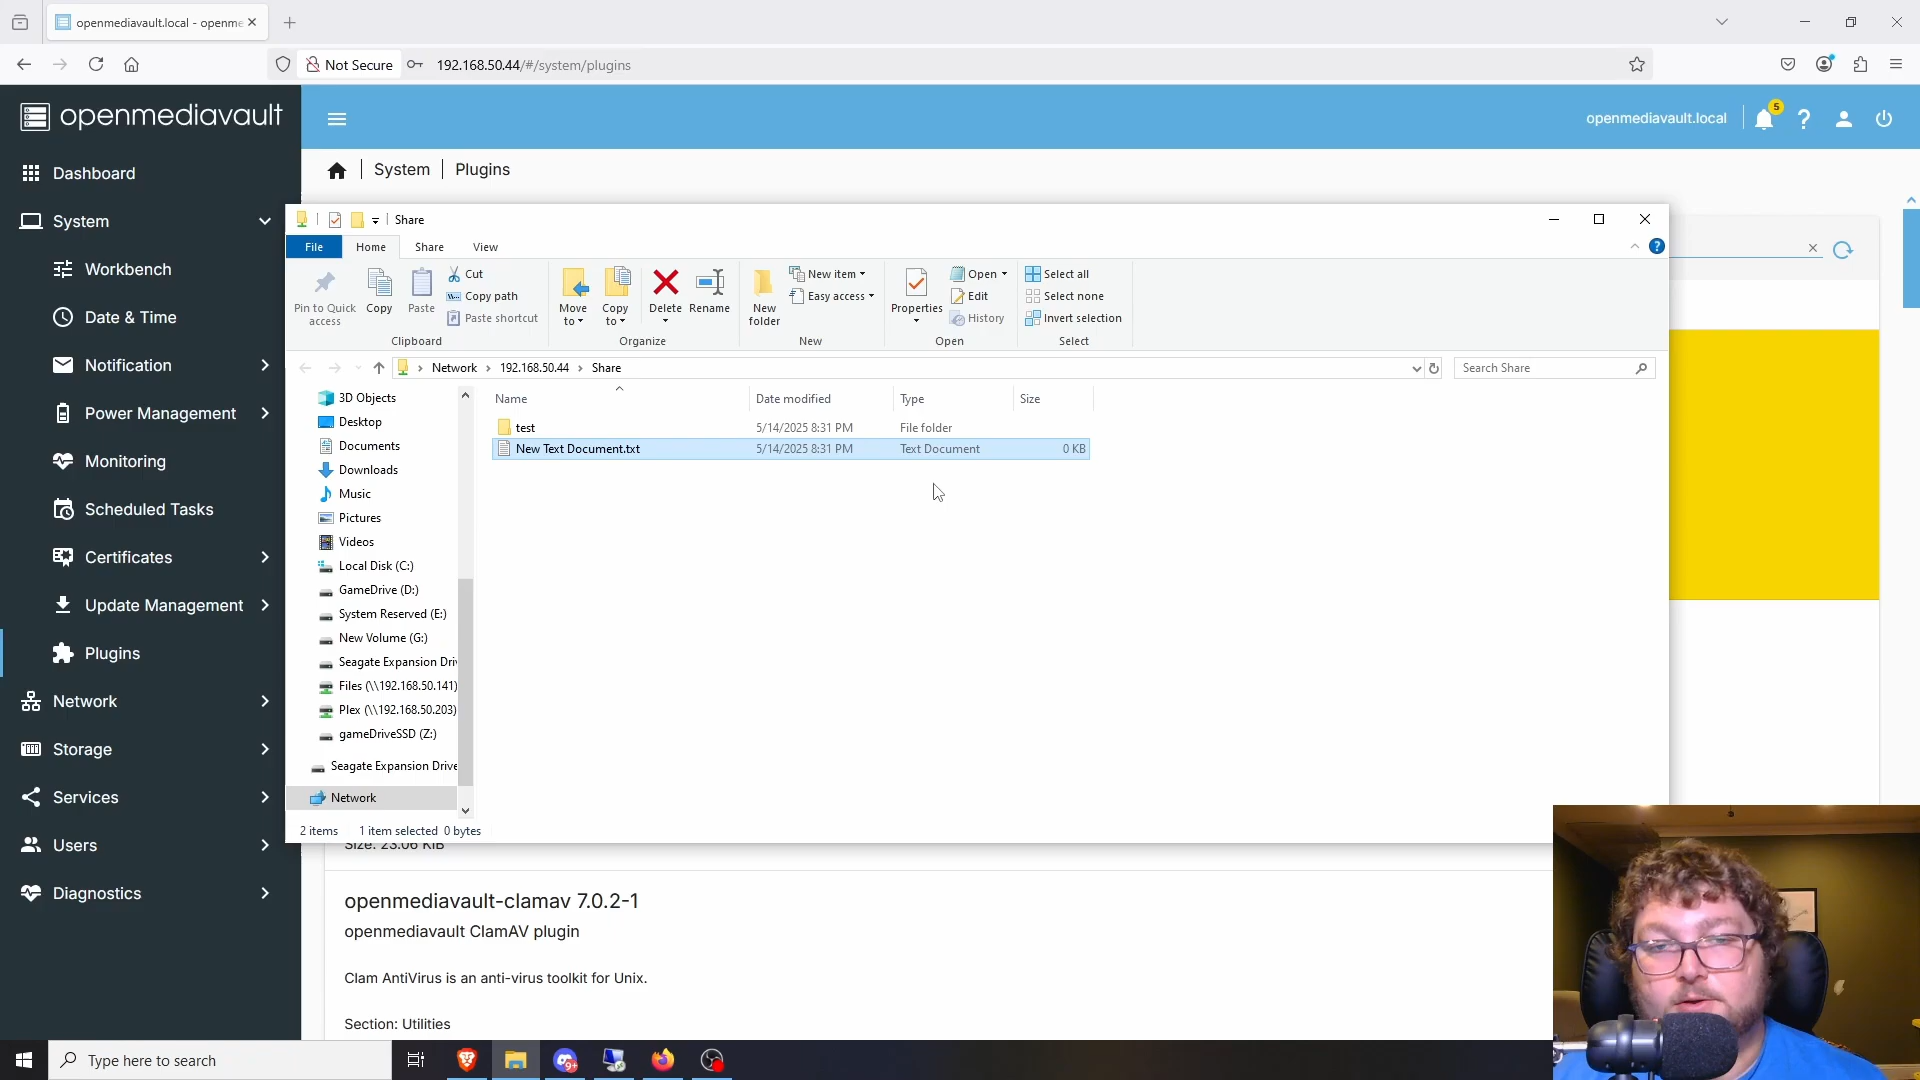 openmediavault.local - openme
Not Secure
192.168.50.44/#/system/plugins
openmediavault
openmediavault.local
5
Dashboard
System
Workbench
Date & Time
Notification
Power Management
Monitoring
Scheduled Tasks
Certificates
Update Management
Plugins
Network
Storage
Services
Users
Diagnostics
System
Plugins
Share
File
Home
Share
View
Pin to Quick
access
Copy
Paste
Cut
Copy path
Paste shortcut
Clipboard
Move
to
Copy
to
Delete
Rename
Organize
New
folder
New item
Easy access
New
Properties
Open
Edit
History
Open
Select all
Select none
Invert selection
Select
Network
192.168.50.44
Share
Search Share
3D Objects
Desktop
Documents
Downloads
Music
Pictures
Videos
Local Disk (C:)
GameDrive (D:)
System Reserved (E:)
New Volume (G:)
Seagate Expansion Driv
Files (\\192.168.50.141)
Plex (\\192.168.50.203)
gameDriveSSD (Z:)
Seagate Expansion Drive
Network
Name
Date modified
Type
Size
test
5/14/2025 8:31 PM
File folder
New Text Document.txt
5/14/2025 8:31 PM
Text Document
0 KB
2 items
1 item selected
0 bytes
Size: 23.06 KiB
openmediavault-clamav 7.0.2-1
openmediavault ClamAV plugin
Clam AntiVirus is an anti-virus toolkit for Unix.
Section: Utilities
Type here to search
9+